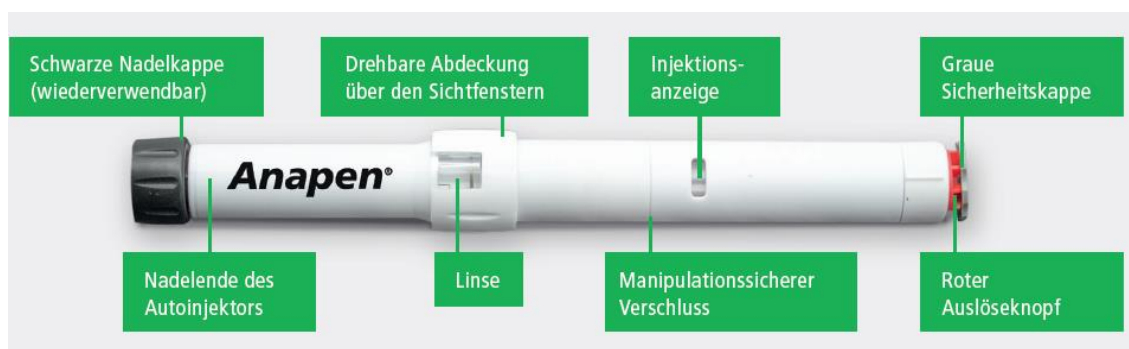 Schwarze Nadelkappe
(wiederverwendbar)
Drehbare Abdeckung
über den Sichtfenstern
Injektions-
anzeige
Graue
Sicherheitskappe
Anapen®
Nadelende des
Autoinjektors
Linse
Manipulationssicherer
Verschluss
Roter
Auslöseknopf